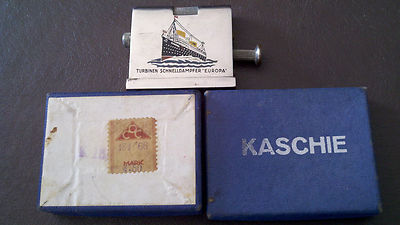 TURBINEN SCHNELLDAMPFER "EUROPA"
KASCHIE
MARK